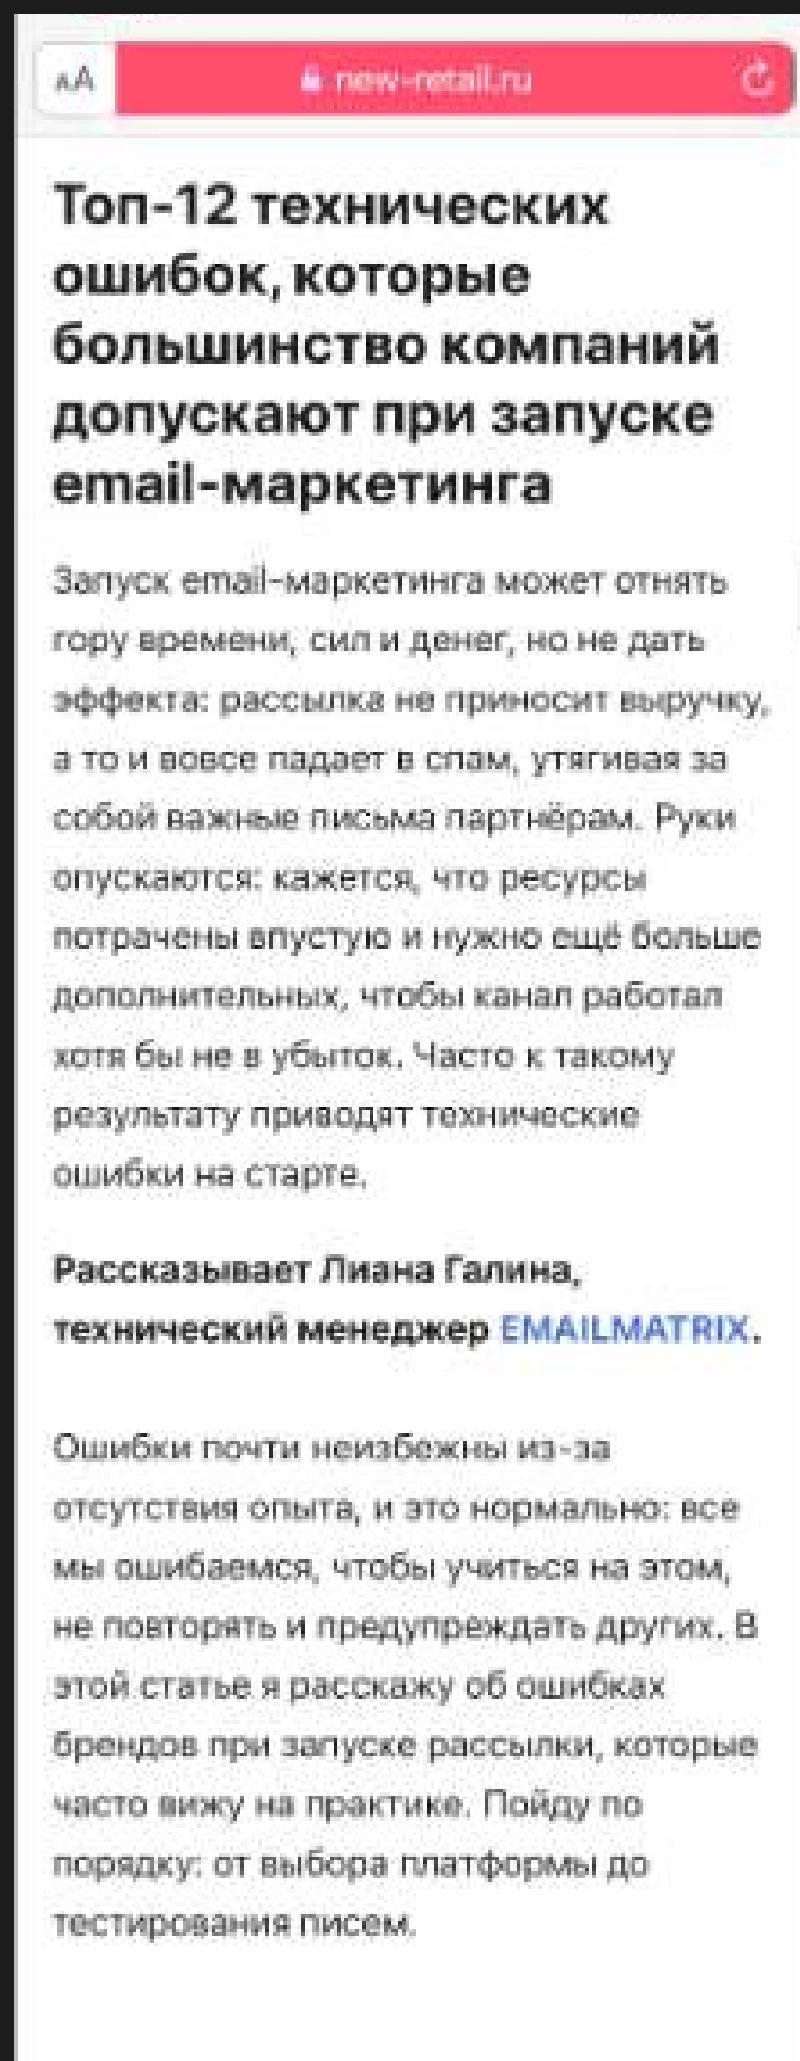 AA new-retail.ru
Топ-12 технических
ошибок, которые
большинство компаний
допускают при запуске
email-маркетинга
Запуск email-маркетинга может отнять
гору времени, сил и денег, но не дать
эффекта: рассылка не приносит выручку,
а то и вовсе падает в спам, утягивая за
собой важные письма партнёрам. Руки
опускаются: кажется, что ресурсы
потрачены впустую и нужно ещё больше
дополнительных, чтобы канал работал
хотя бы не в убыток. Часто к такому
результату приводят технические
ошибки на старте.
Рассказывает Лиана Галина,
технический менеджер EMAILMATRIX.
Ошибки почти неизбежны из-за
отсутствия опыта, и это нормально: все
мы ошибаемся, чтобы учиться на этом,
не повторять и предупреждать других. В
этой статье я расскажу об ошибках
брендов при запуске рассылки, которые
часто вижу на практике. Пойду по
порядку: от выбора платформы до
тестирования писем.